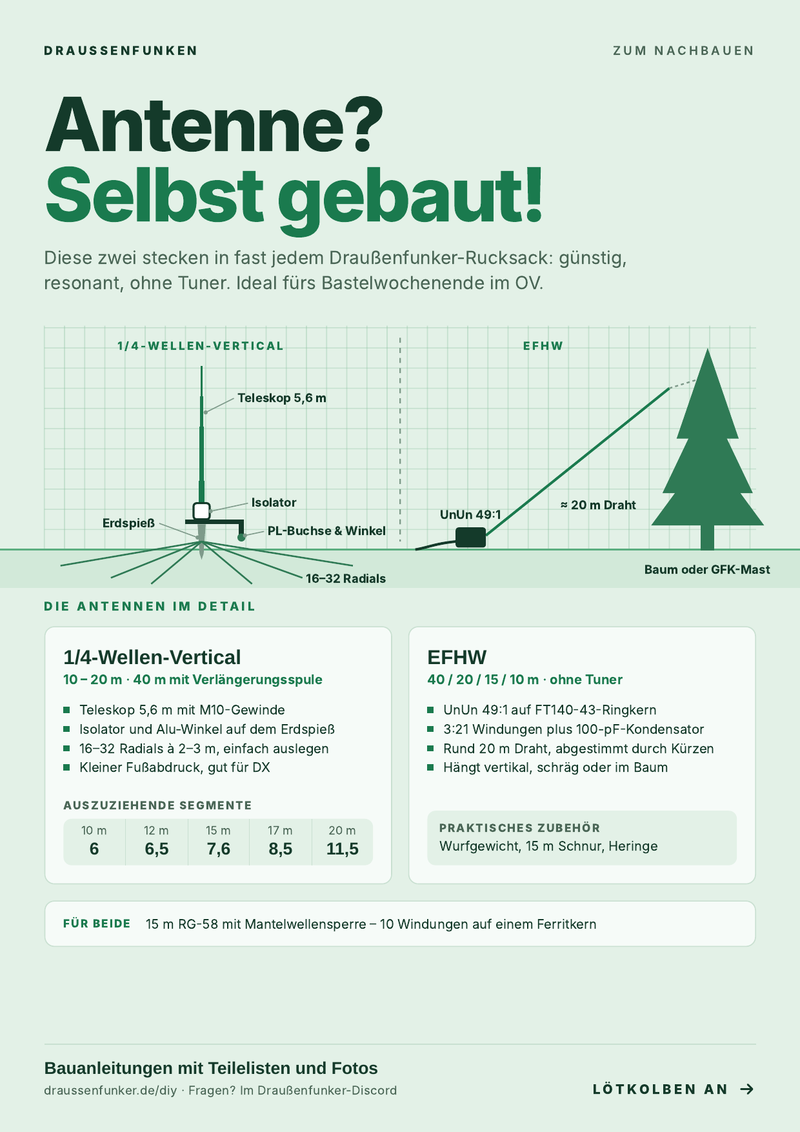 DRAUSSENFUNKEN
ZUM NACHBAUEN
Antenne?
Selbst gebaut!
Diese zwei stecken in fast jedem Draußenfunker-Rucksack: günstig,
resonant, ohne Tuner. Ideal fürs Bastelwochenende im OV.
1/4-WELLEN-VERTICAL
EFHW
Teleskop 5,6 m
Isolator
Erdspieß
PL-Buchse & Winkel
16–32 Radials
UnUn 49:1
≈ 20 m Draht
Baum oder GFK-Mast
DIE ANTENNEN IM DETAIL
1/4-Wellen-Vertical
10 – 20 m · 40 m mit Verlängerungsspule
Teleskop 5,6 m mit M10-Gewinde
Isolator und Alu-Winkel auf dem Erdspieß
16–32 Radials à 2–3 m, einfach auslegen
Kleiner Fußabdruck, gut für DX
AUSZUZIEHENDE SEGMENTE
10 m 12 m 15 m 17 m 20 m
6 6,5 7,6 8,5 11,5
EFHW
40 / 20 / 15 / 10 m · ohne Tuner
UnUn 49:1 auf FT140-43-Ringkern
3:21 Windungen plus 100-pF-Kondensator
Rund 20 m Draht, abgestimmt durch Kürzen
Hängt vertikal, schräg oder im Baum
PRAKTISCHES ZUBEHÖR
Wurfgewicht, 15 m Schnur, Heringe
FÜR BEIDE 15 m RG-58 mit Mantelwellensperre – 10 Windungen auf einem Ferritkern
Bauanleitungen mit Teilelisten und Fotos
draussenfunker.de/diy · Fragen? Im Draußenfunker-Discord
LÖTKOLBEN AN →